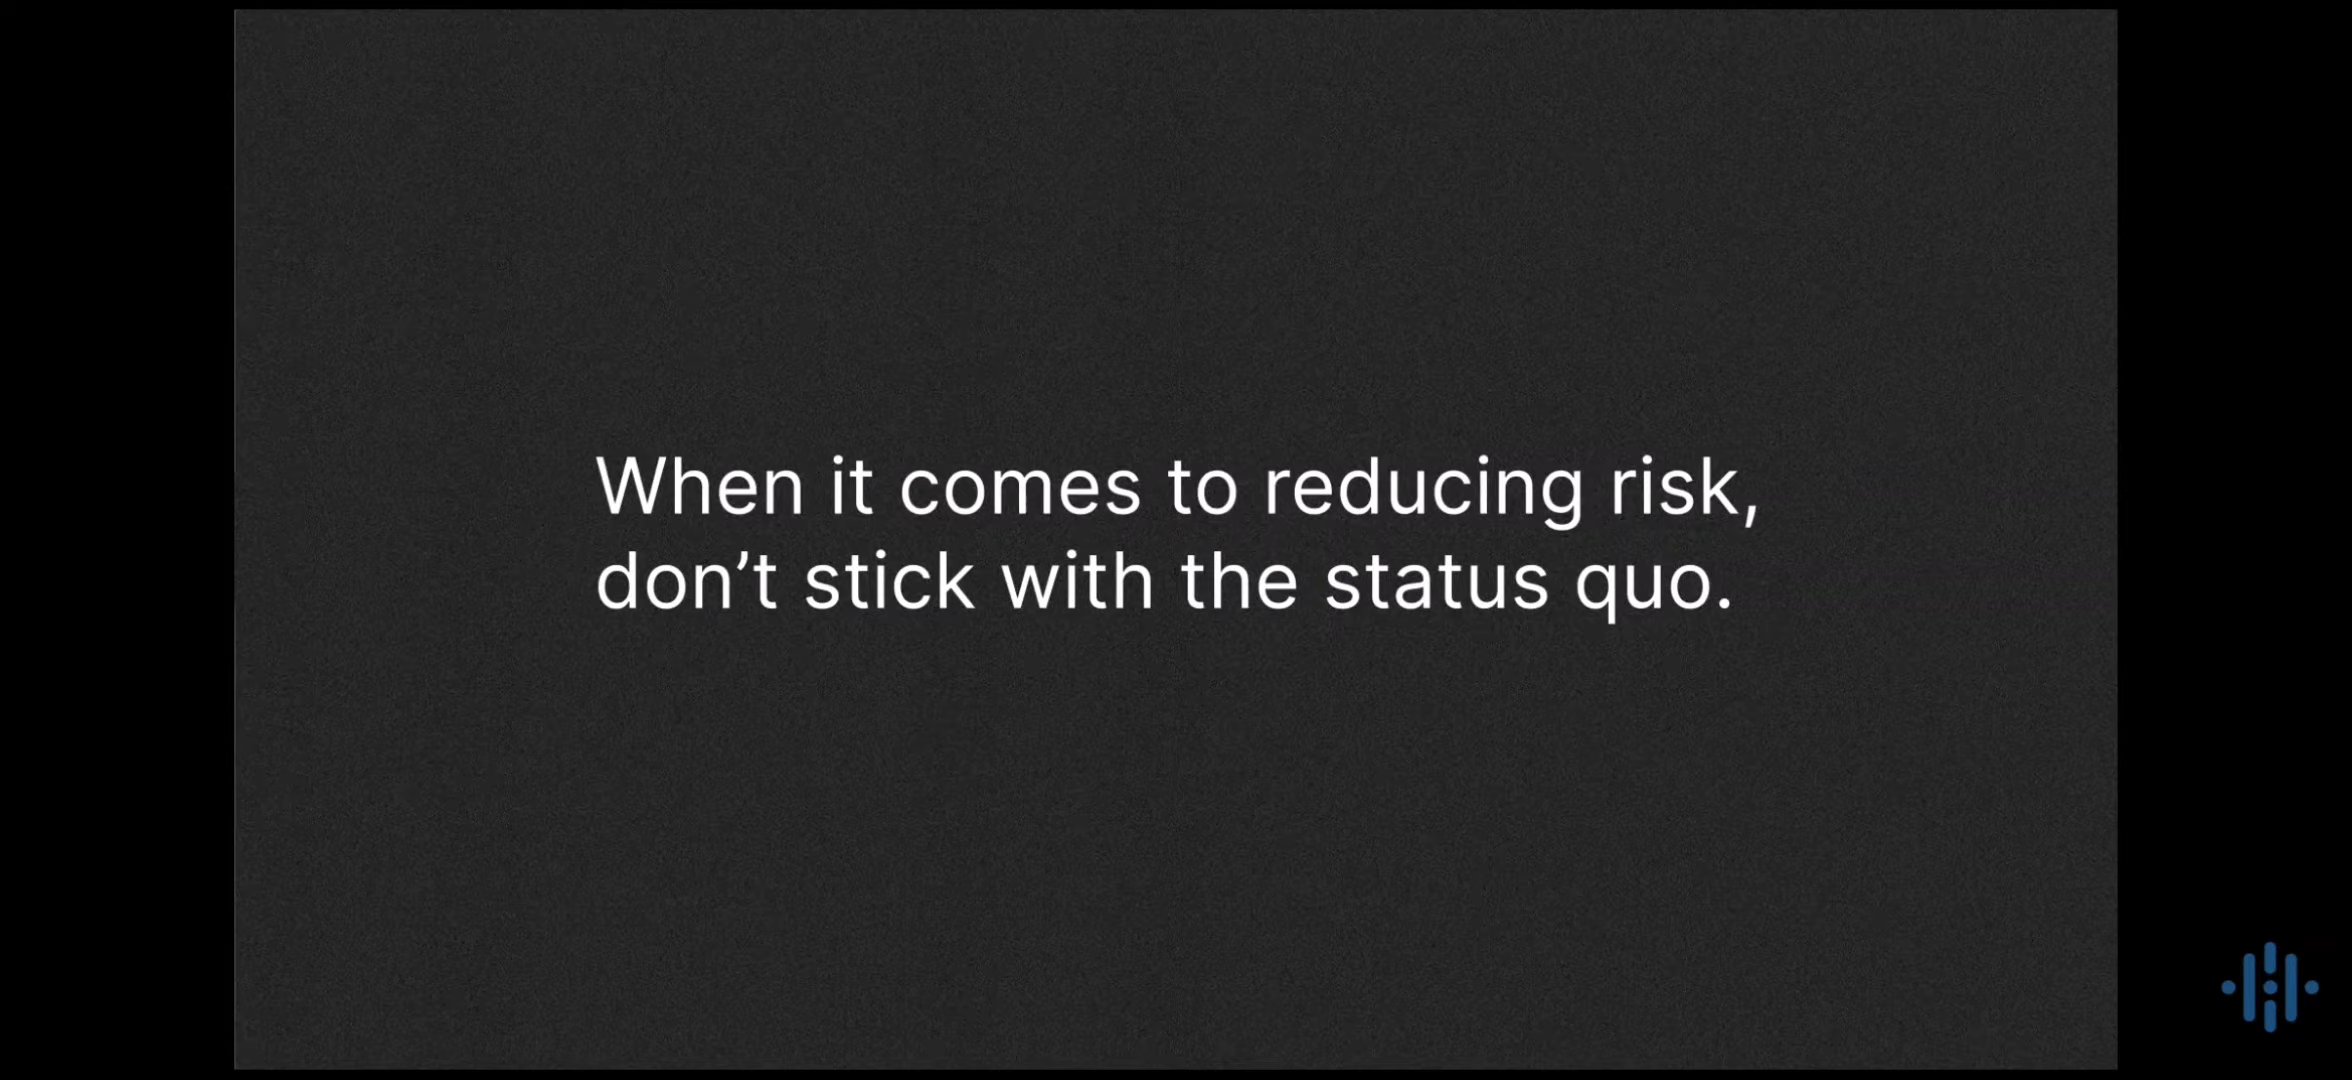 When it comes to reducing risk,
don’t stick with the status quo.